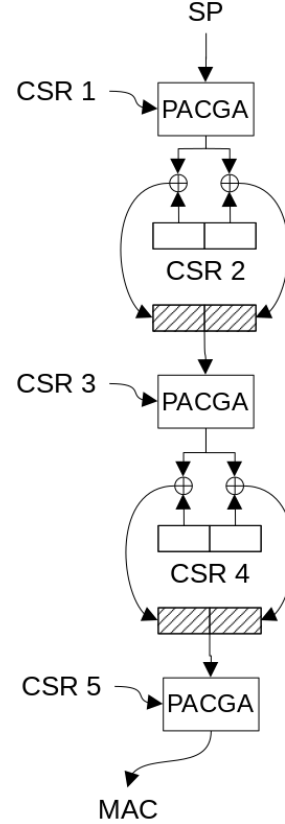 SP
CSR 1
PACGA
CSR 2
CSR 3
PACGA
CSR 4
CSR 5
PACGA
MAC